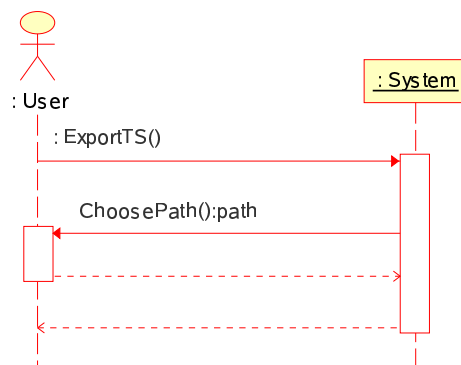 : User
: System
: ExportTS()
ChoosePath():path